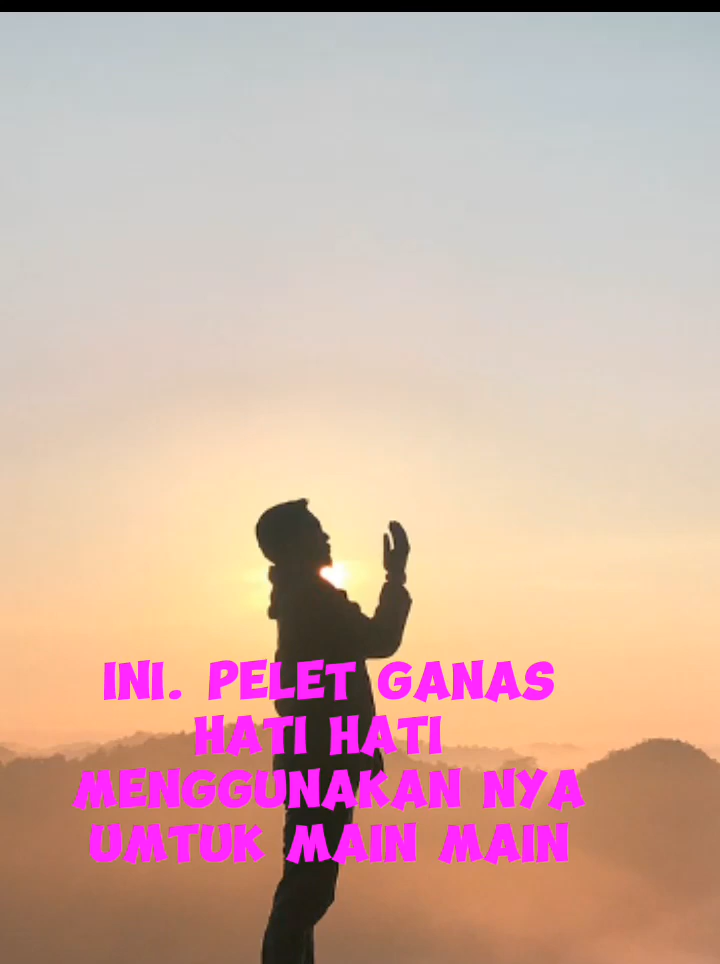 INI. PELET GANAS
HATI HATI
MENGGUNAKAN NYA
UMTUK MAIN MAIN